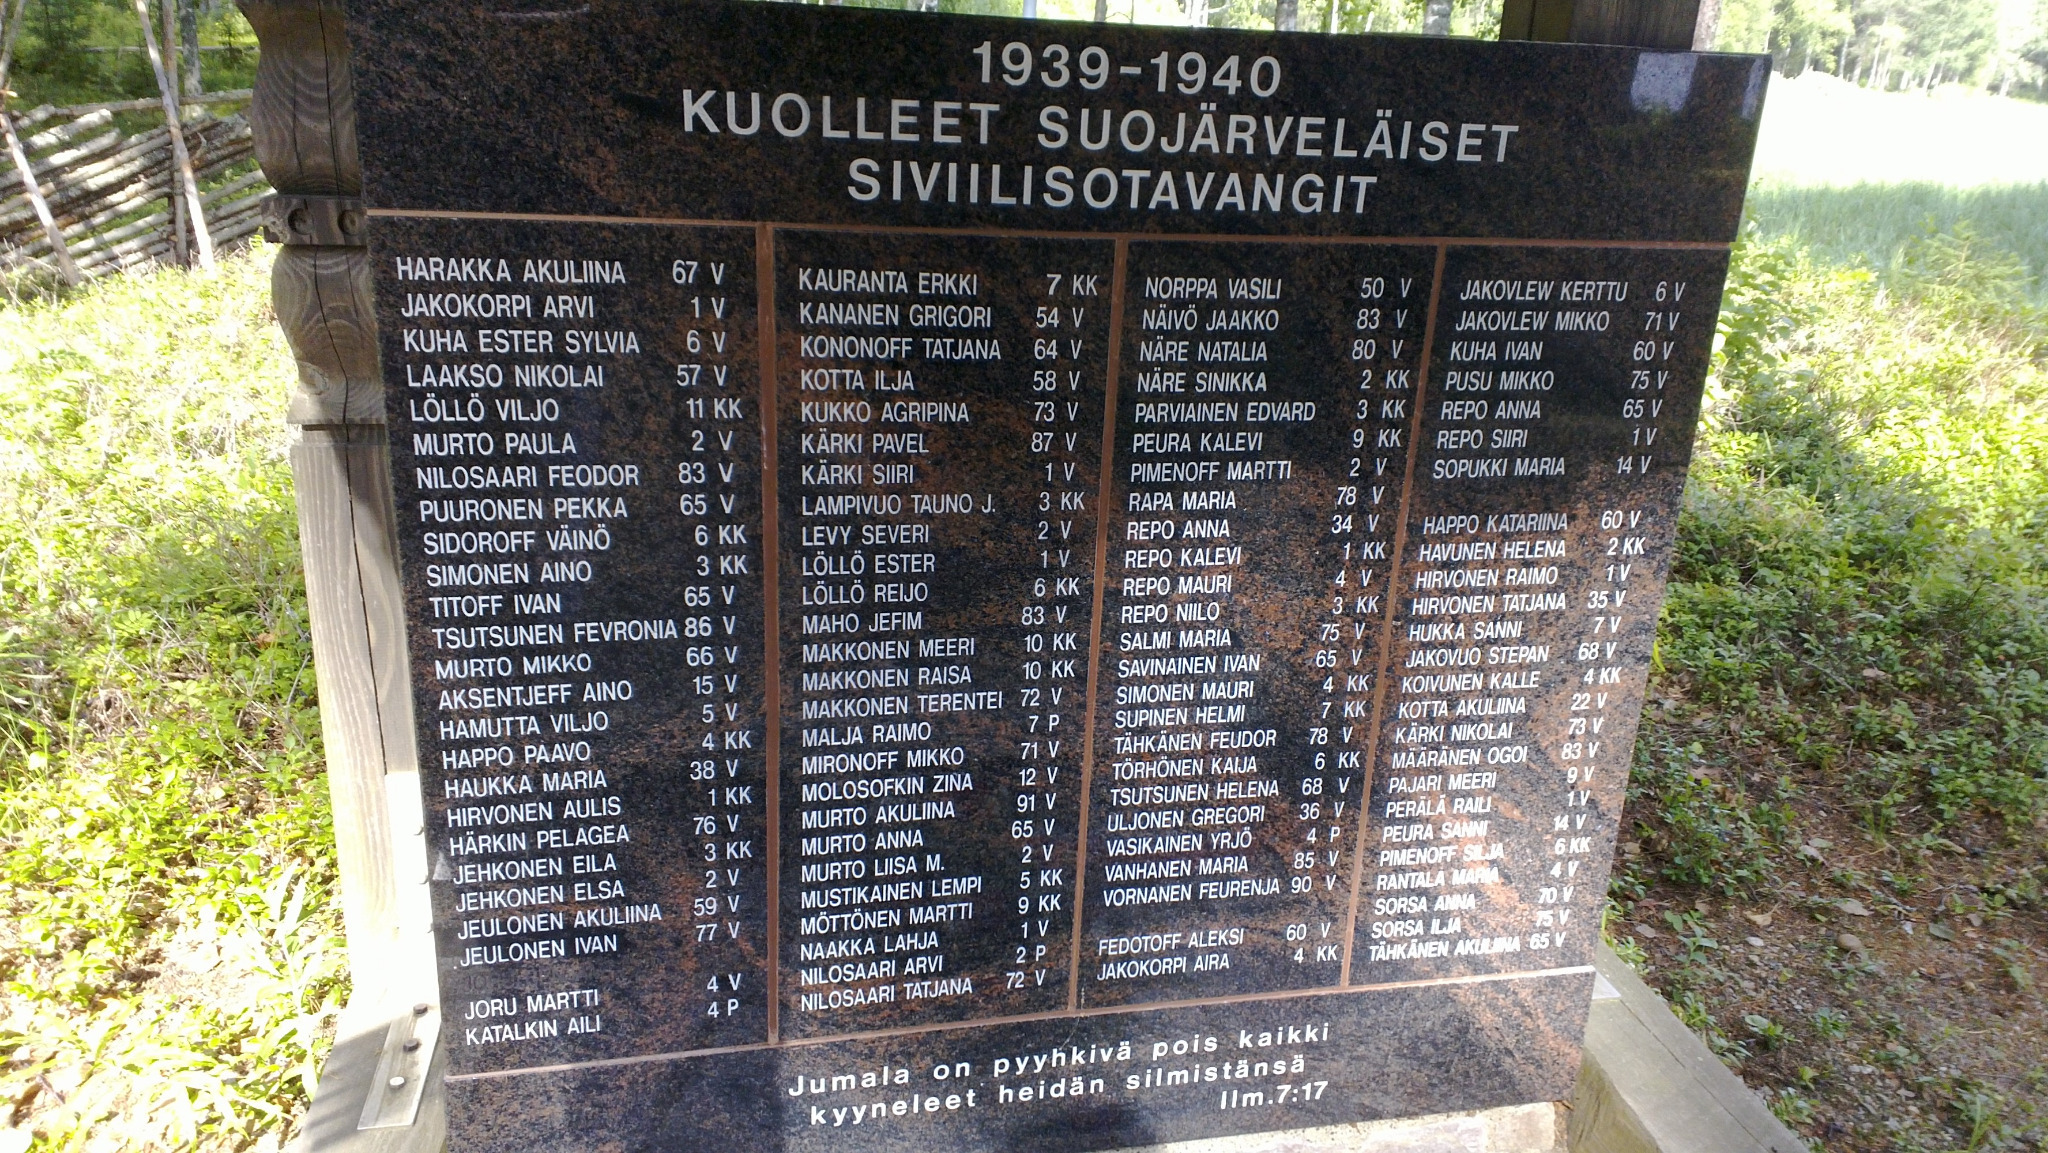 1939-1940
KUOLLEET SUOJÄRVELÄISET
SIVIILISOTAVANGIT
HARAKKA AKULIINA 67 V
JAKOKORPI ARVI 1 V
KUHA ESTER SYLVIA 6 V
LAAKSO NIKOLAI 57 V
LÖLLÖ VILJO 11 KK
MURTO PAULA 2 V
NILOSAARI FEODOR 83 V
PUURONEN PEKKA 65 V
SIDOROFF VÄINÖ 6 KK
SIMONEN AINO 3 KK
TITOFF IVAN 65 V
TSUTSUNEN FEVRONIA 86 V
MURTO MIKKO 66 V
AKSENTJEFF AINO 15 V
HAMUTTA VILJO 5 V
HAPPO PAAVO 4 KK
HAUKKA MARIA 38 V
HIRVONEN AULIS 1 KK
HÄRKIN PELAGEA 76 V
JEHKONEN EILA 3 KK
JEHKONEN ELSA 2 V
JEULONEN AKULIINA 59 V
JEULONEN IVAN 77 V
JORU MARTTI 4 V
KATALKIN AILI 4 P
KAURANTA ERKKI 7 KK
KANANEN GRIGORI 54 V
KONONOFF TATJANA 64 V
KOTTA ILJA 58 V
KUKKO AGRIPINA 73 V
KÄRKI PAVEL 87 V
KÄRKI SIIRI 1 V
LAMPIVUO TAUNO J. 3 KK
LEVY SEVERI 2 V
LÖLLÖ ESTER 1 V
LÖLLÖ REIJO 6 KK
MAHO JEFIM 83 V
MAKKONEN MEERI 10 KK
MAKKONEN RAISA 10 KK
MAKKONEN TERENTEI 72 V
MALJA RAIMO 7 P
MIRONOFF MIKKO 71 V
MOLOSOFKIN ZINA 12 V
MURTO AKULIINA 91 V
MURTO ANNA 65 V
MURTO LIISA M. 2 V
MUSTIKAINEN LEMPI 5 KK
MÖTTÖNEN MARTTI 9 KK
NAAKKA LAHJA 1 V
NILOSAARI ARVI 2 P
NILOSAARI TATJANA 72 V
NORPPA VASILI 50 V
NÄIVÖ JAAKKO 83 V
NÄRE NATALIA 80 V
NÄRE SINIKKA 2 KK
PARVIAINEN EDVARD 3 KK
PEURA KALEVI 9 KK
PIMENOFF MARTTI 2 V
RAPA MARIA 78 V
REPO ANNA 34 V
REPO KALEVI 1 KK
REPO MAURI 4 V
REPO NIILO 3 KK
SALMI MARIA 75 V
SAVINAINEN IVAN 65 V
SIMONEN MAURI 4 KK
SUPINEN HELMI 7 KK
TÄHKÄNEN FEUDOR 78 V
TÖRHÖNEN KAIJA 6 KK
TSUTSUNEN HELENA 68 V
ULJONEN GREGORI 36 V
VASIKAINEN YRJÖ 4 P
VANHANEN MARIA 85 V
VORNANEN FEURENJA 90 V
FEDOTOFF ALEKSI 60 V
JAKOKORPI AIRA 4 KK
JAKOVLEW KERTTU 6 V
JAKOVLEW MIKKO 71 V
KUHA IVAN 60 V
PUSU MIKKO 75 V
REPO ANNA 65 V
REPO SIIRI 1 V
SOPUKKI MARIA 14 V
HAPPO KATARIINA 60 V
HAVUNEN HELENA 2 KK
HIRVONEN RAIMO 1 V
HIRVONEN TATJANA 35 V
HUKKA SANNI 7 V
JAKOVUO STEPAN 68 V
KOIVUNEN KALLE 4 KK
KOTTA AKULIINA 22 V
KÄRKI NIKOLAI 73 V
MÄÄRÄNEN OGOI 83 V
PAJARI MEERI 9 V
PERÄLÄ RAILI 1 V
PEURA SANNI 14 V
PIMENOFF SILJA 6 KK
RANTALA MARIA 4 V
SORSA ANNA 70 V
SORSA ILJA 75 V
TÄHKÄNEN AKULIINA 65 V
Jumala on pyyhkivä pois kaikki
kyyneleet heidän silmistänsä
Ilm.7:17